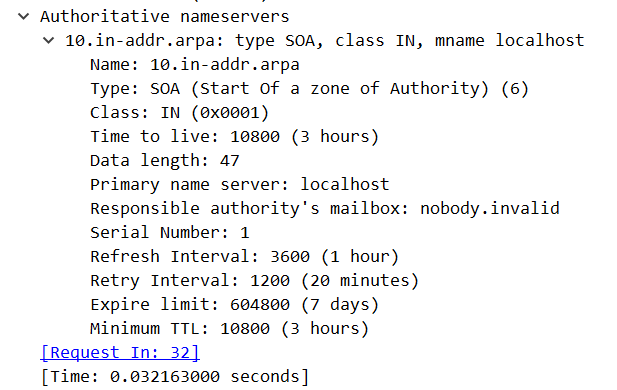 Authoritative nameservers
10.in-addr.arpa: type SOA, class IN, mname localhost
Name: 10.in-addr.arpa
Type: SOA (Start Of a zone of Authority) (6)
Class: IN (0x0001)
Time to live: 10800 (3 hours)
Data length: 47
Primary name server: localhost
Responsible authority's mailbox: nobody.invalid
Serial Number: 1
Refresh Interval: 3600 (1 hour)
Retry Interval: 1200 (20 minutes)
Expire limit: 604800 (7 days)
Minimum TTL: 10800 (3 hours)
[Request In: 32]
[Time: 0.032163000 seconds]